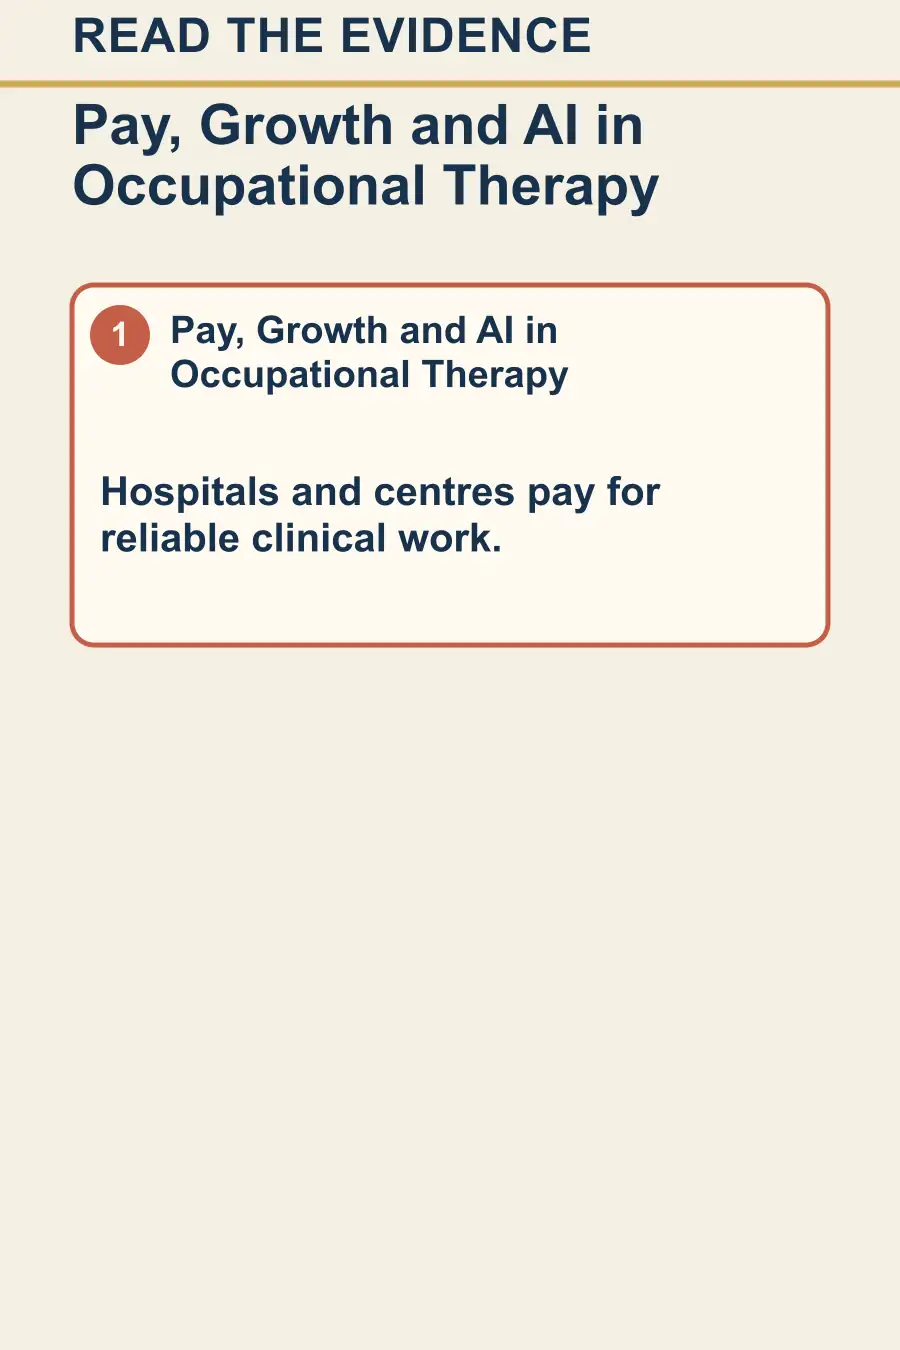 READ THE EVIDENCE
Pay, Growth and AI in
Occupational Therapy
1
Pay, Growth and AI in
Occupational Therapy
Hospitals and centres pay for
reliable clinical work.